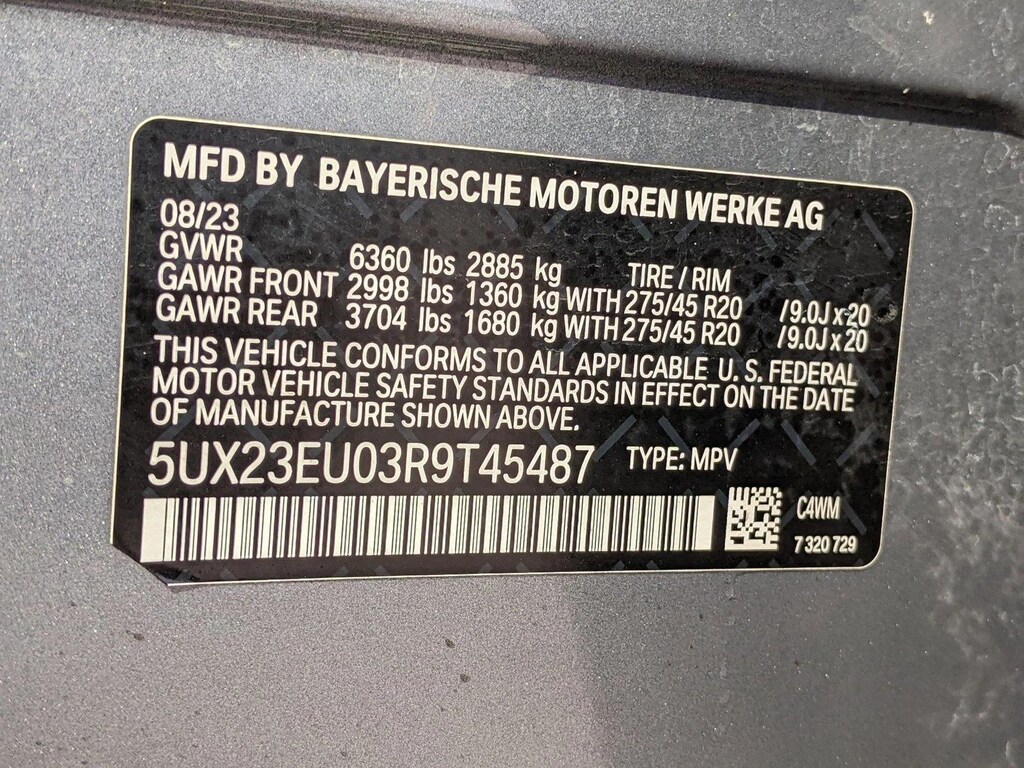 MFD BY BAYERISCHE MOTOREN WERKE AG
08/23
GVWR 6360 lbs 2885 kg TIRE / RIM
GAWR FRONT 2998 lbs 1360 kg WITH 275/45 R20 /9.0J x 20
GAWR REAR 3704 lbs 1680 kg WITH 275/45 R20 /9.0J x 20
THIS VEHICLE CONFORMS TO ALL APPLICABLE U. S. FEDERAL
MOTOR VEHICLE SAFETY STANDARDS IN EFFECT ON THE DATE
OF MANUFACTURE SHOWN ABOVE.
5UX23EU03R9T45487 TYPE: MPV
C4WM
7 320 729